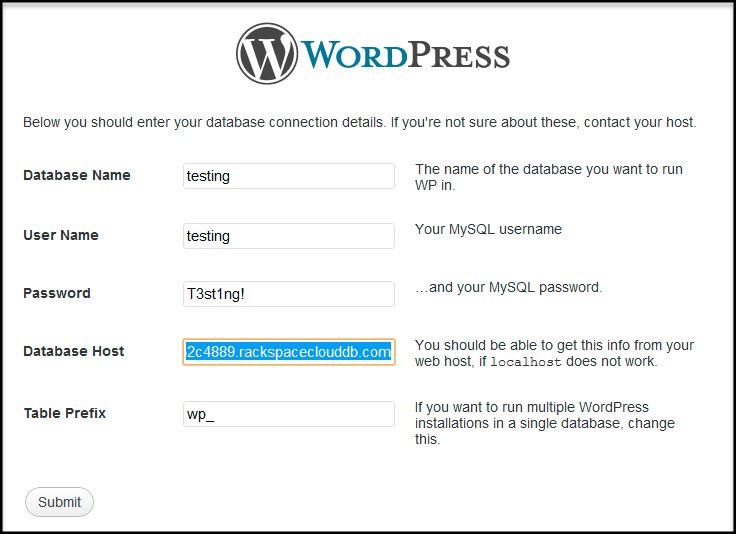 WORDPRESS
Below you should enter your database connection details. If you're not sure about these, contact your host.
Database Name
testing
The name of the database you want to run
WP in.
User Name
testing
Your MySQL username
Password
T3st1ng!
…and your MySQL password.
Database Host
2c4889.rackspaceclouddb.com
You should be able to get this info from your
web host, if localhost does not work.
Table Prefix
wp_
If you want to run multiple WordPress
installations in a single database, change
this.
Submit